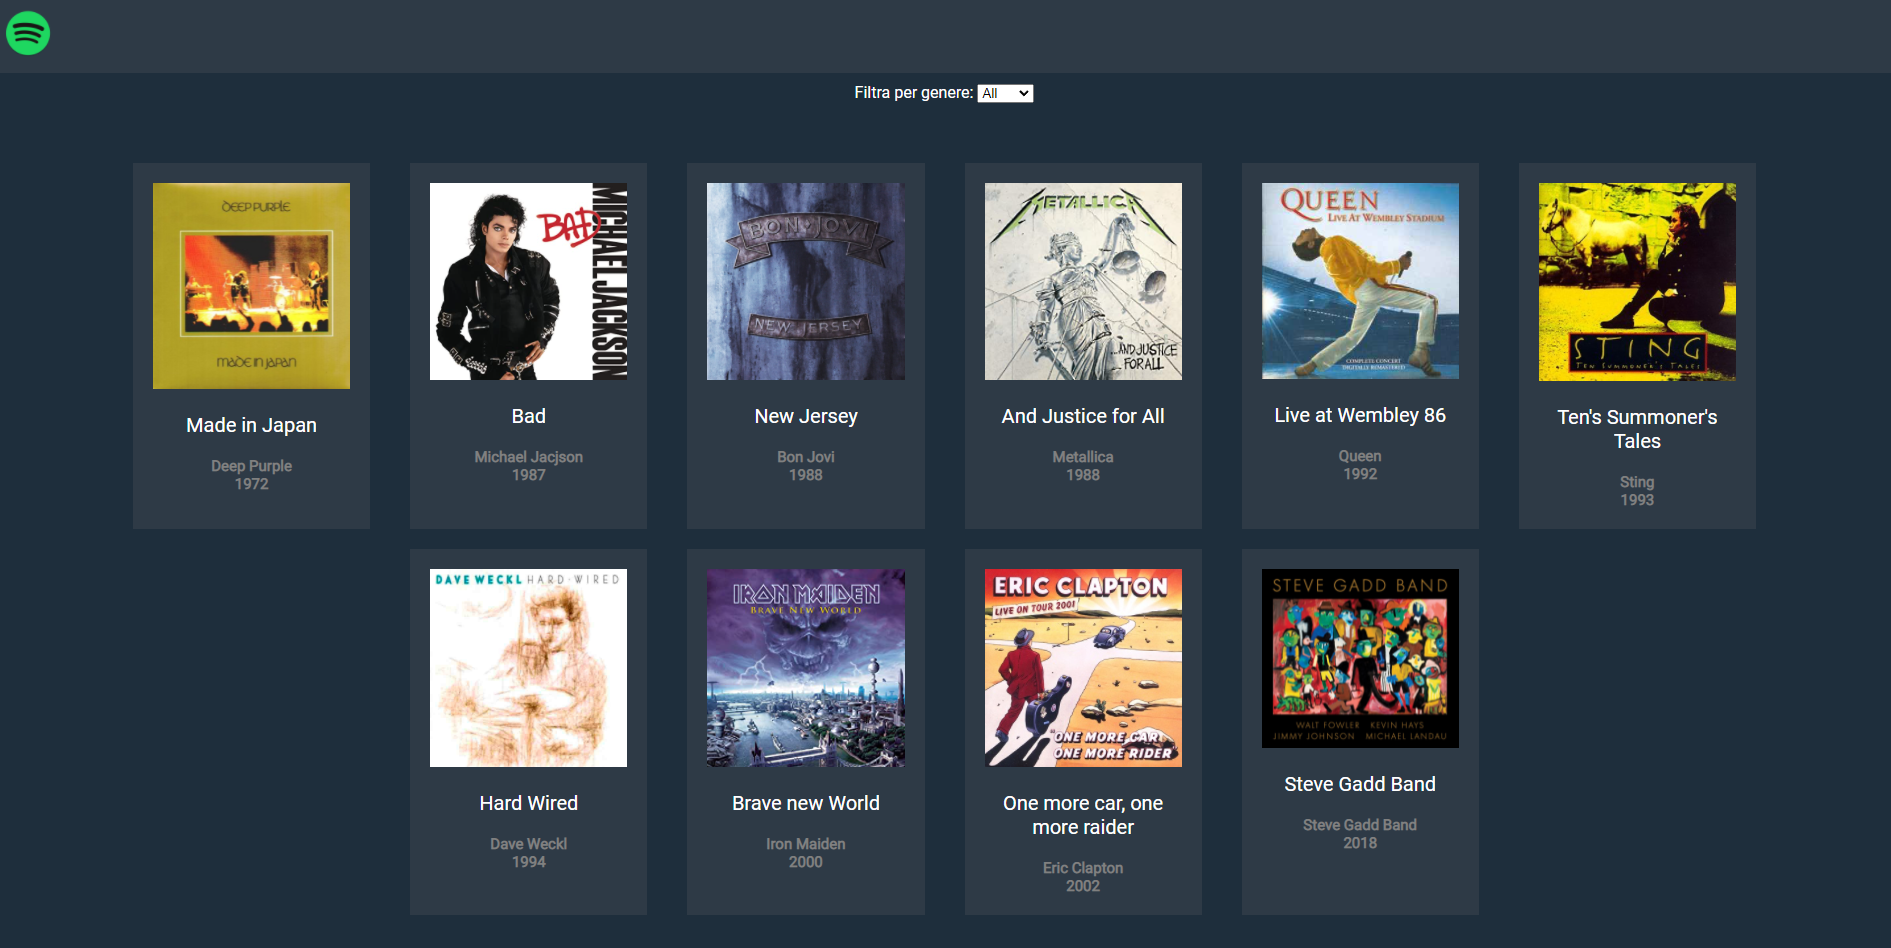 Filtra per genere: All
DEEP PURPLE
MADE IN JAPAN
Made in Japan
Deep Purple
1972
BAD
MICHAEL JACKSON
Bad
Michael Jacjson
1987
BON JOVI
NEW JERSEY
New Jersey
Bon Jovi
1988
METALLICA
...AND JUSTICE
FOR ALL
And Justice for All
Metallica
1988
QUEEN
LIVE AT WEMBLEY STADIUM
COMPLETE CONCERT
DIGITALLY REMASTERED
Live at Wembley 86
Queen
1992
STING
TEN SUMMONER'S TALES
Ten's Summoner's
Tales
Sting
1993
DAVE WECKL HARD-WIRED
Hard Wired
Dave Weckl
1994
IRON MAIDEN
BRAVE NEW WORLD
Brave new World
Iron Maiden
2000
ERIC CLAPTON
LIVE ON TOUR 2001
ONE MORE CAR
ONE MORE RIDER
One more car, one
more raider
Eric Clapton
2002
STEVE GADD BAND
WALT FOWLER KEVIN HAYS
JIMMY JOHNSON MICHAEL LANDAU
Steve Gadd Band
Steve Gadd Band
2018